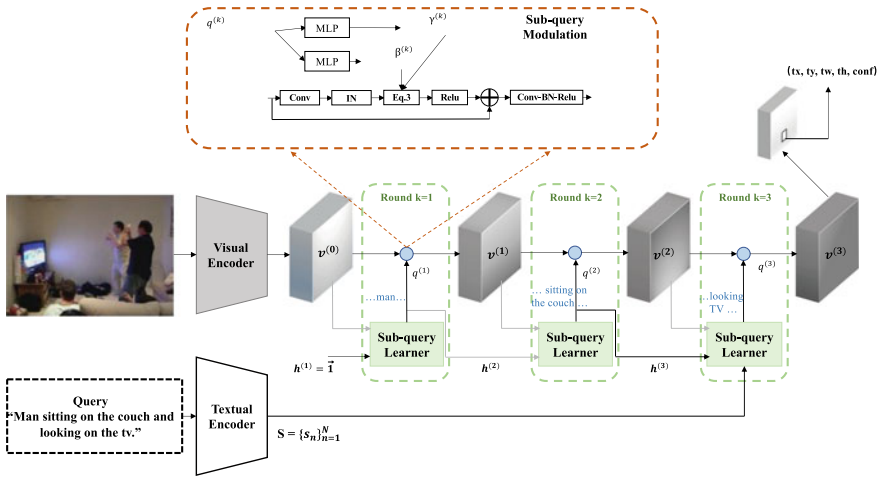 q^(k)
MLP
MLP
γ^(k)
β^(k)
Sub-query
Modulation
Conv
IN
Eq.3
Relu
Conv-BN-Relu
(tx, ty, tw, th, conf)
Round k=1
Round k=2
Round k=3
Visual
Encoder
v^(0)
v^(1)
v^(2)
v^(3)
q^(1)
q^(2)
q^(3)
…man…
… sitting on
the couch …
…looking
TV …
Sub-query
Learner
Sub-query
Learner
Sub-query
Learner
h^(1) = 1⃗
h^(2)
h^(3)
Query
“Man sitting on the couch and
looking on the tv.”
Textual
Encoder
S = {s_n}_{n=1}^N